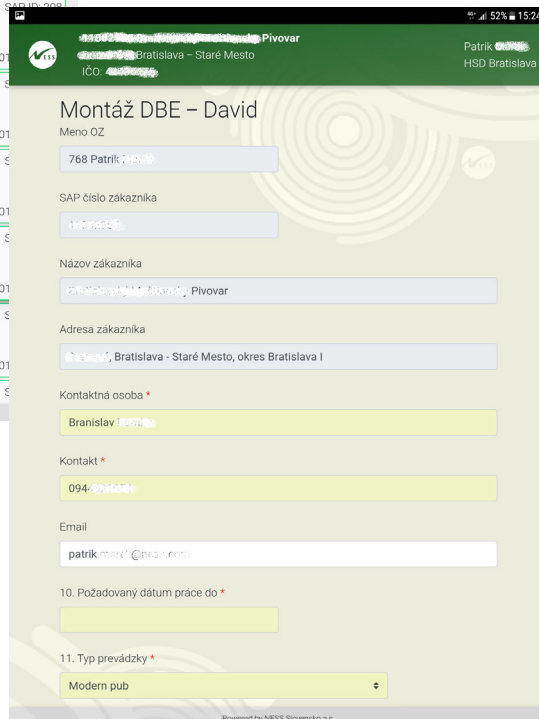 SAP ID: 208
4G 52% 15:24
NESS
Pivovar
Bratislava – Staré Mesto
IČO:
Patrik
HSD Bratislava
Montáž DBE – David
Meno OZ
768 Patrik
SAP číslo zákazníka
Názov zákazníka
Pivovar
Adresa zákazníka
, Bratislava - Staré Mesto, okres Bratislava I
Kontaktná osoba *
Branislav
Kontakt *
094
Email
patrik
10. Požadovaný dátum práce do *
11. Typ prevádzky *
Modern pub
Powered by NESS Slovensko a.s.